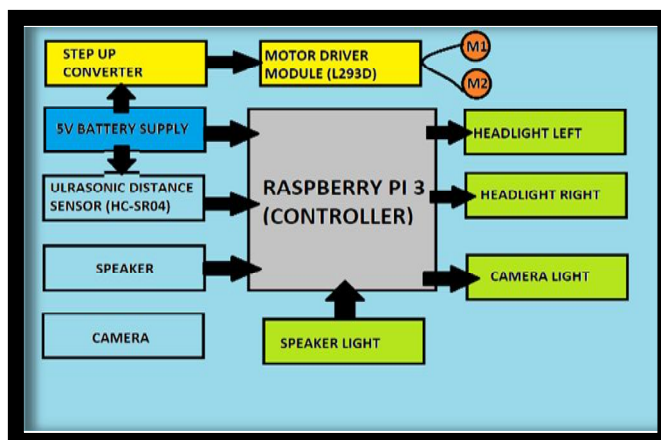 STEP UP
CONVERTER
MOTOR DRIVER
MODULE (L293D)
M1
M2
5V BATTERY SUPPLY
ULRASONIC DISTANCE
SENSOR (HC-SR04)
SPEAKER
CAMERA
RASPBERRY PI 3
(CONTROLLER)
HEADLIGHT LEFT
HEADLIGHT RIGHT
CAMERA LIGHT
SPEAKER LIGHT